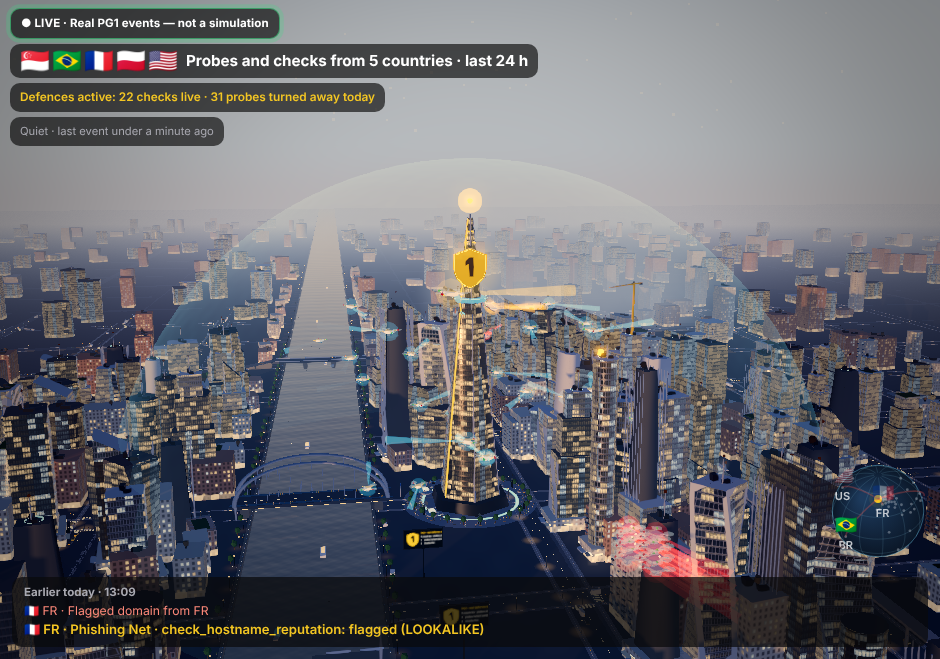 LIVE · Real PG1 events — not a simulation
Probes and checks from 5 countries · last 24 h
Defences active: 22 checks live · 31 probes turned away today
Quiet · last event under a minute ago
1
1
US
FR
BR
Earlier today · 13:09
FR · Flagged domain from FR
FR · Phishing Net · check_hostname_reputation: flagged (LOOKALIKE)